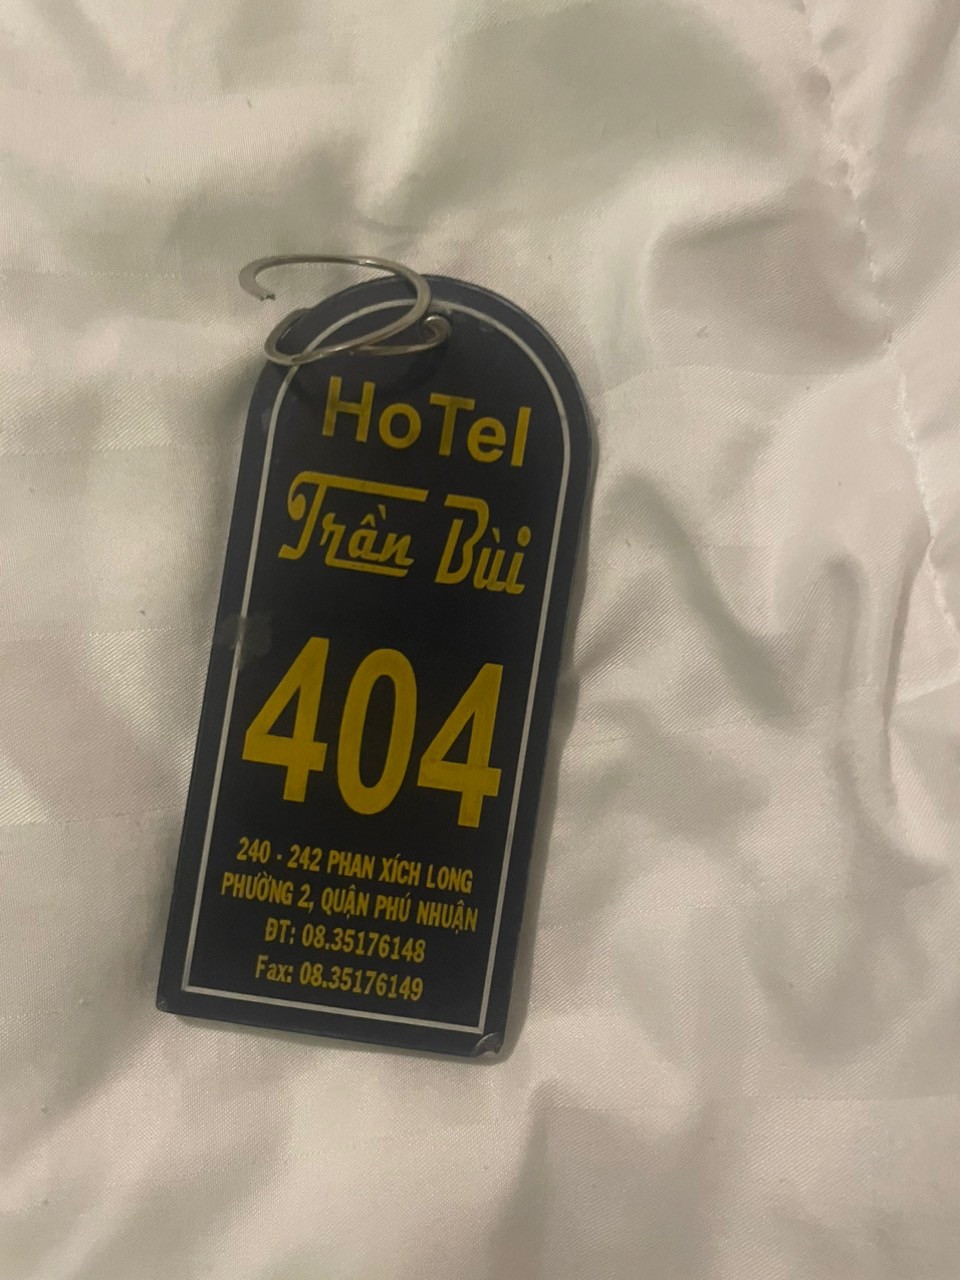 HoTel
Trần Bùi
404
240 - 242 PHAN XÍCH LONG
PHƯỜNG 2, QUẬN PHÚ NHUẬN
ĐT: 08.35176148
Fax: 08.35176149